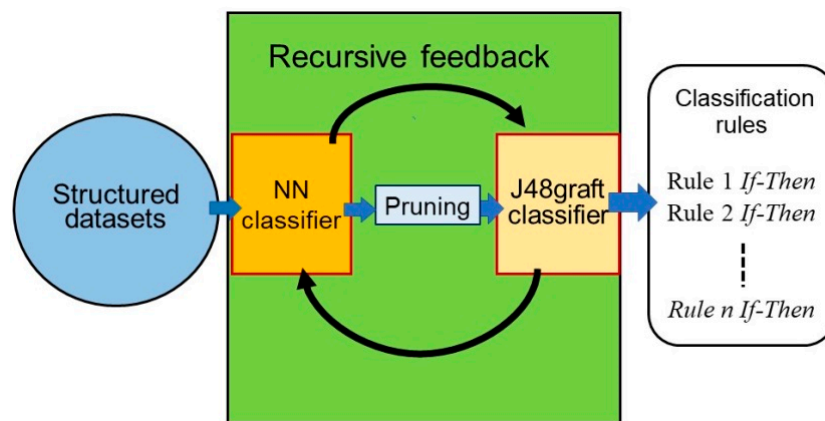 Recursive feedback
Structured
datasets
NN
classifier
Pruning
J48graft
classifier
Classification
rules
Rule 1 If-Then
Rule 2 If-Then
Rule n If-Then